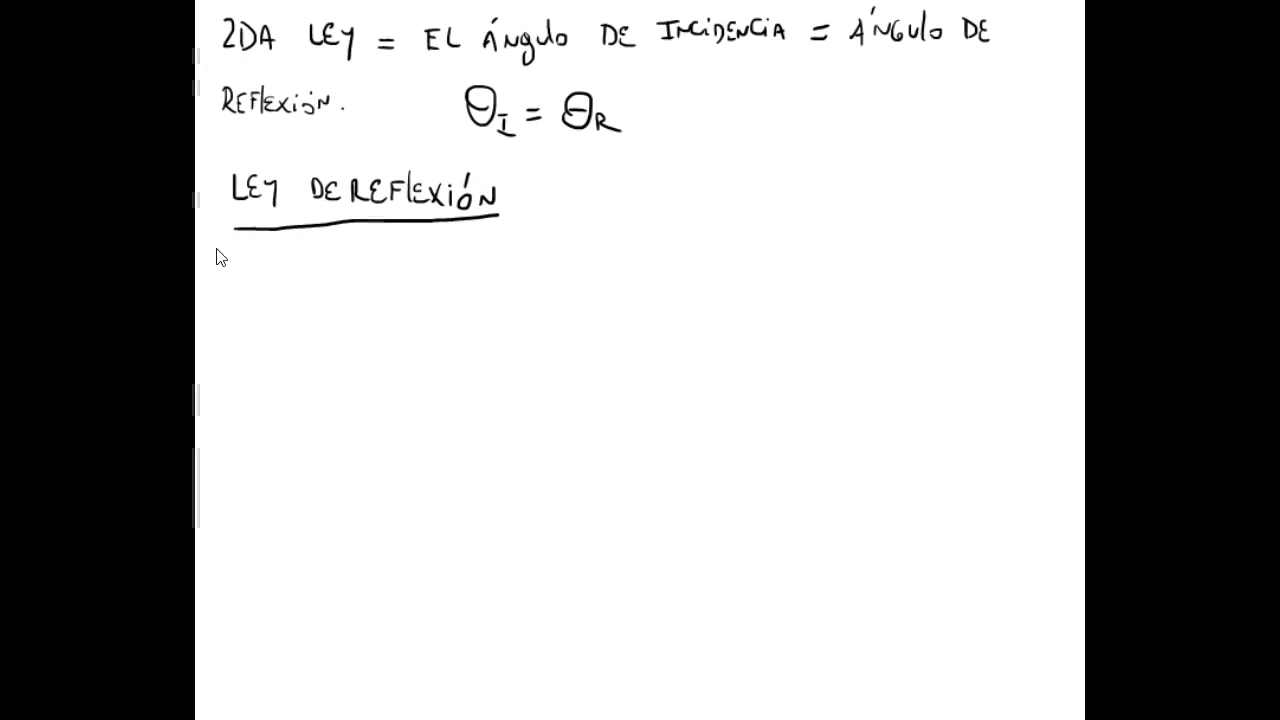 2DA LEY = EL ÁNGULO DE INCIDENCIA = ÁNGULO DE
REFLEXIÓN. θI = θR
LEY DE REFLEXIÓN